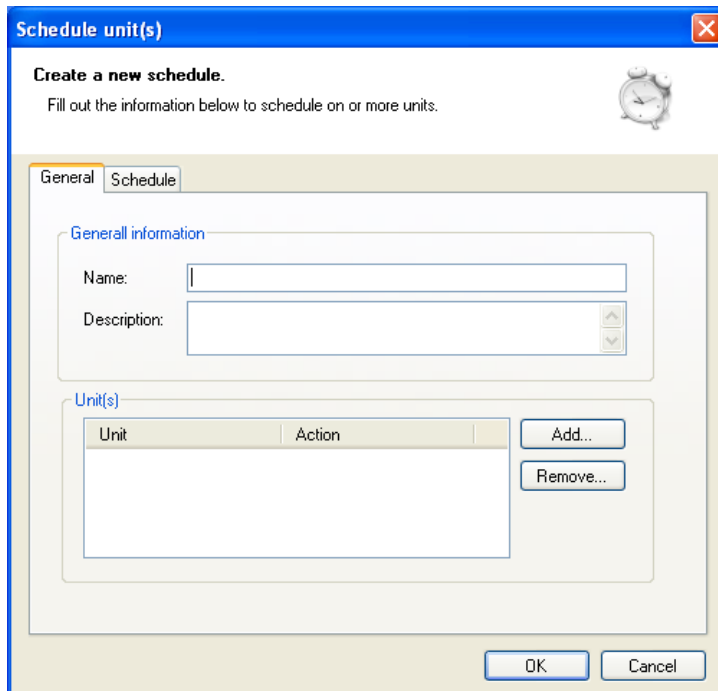 Schedule unit(s)
Create a new schedule.
Fill out the information below to schedule on or more units.
General Schedule
Generall information
Name:
Description:
Unit(s)
Unit Action Add...
Remove...
OK Cancel